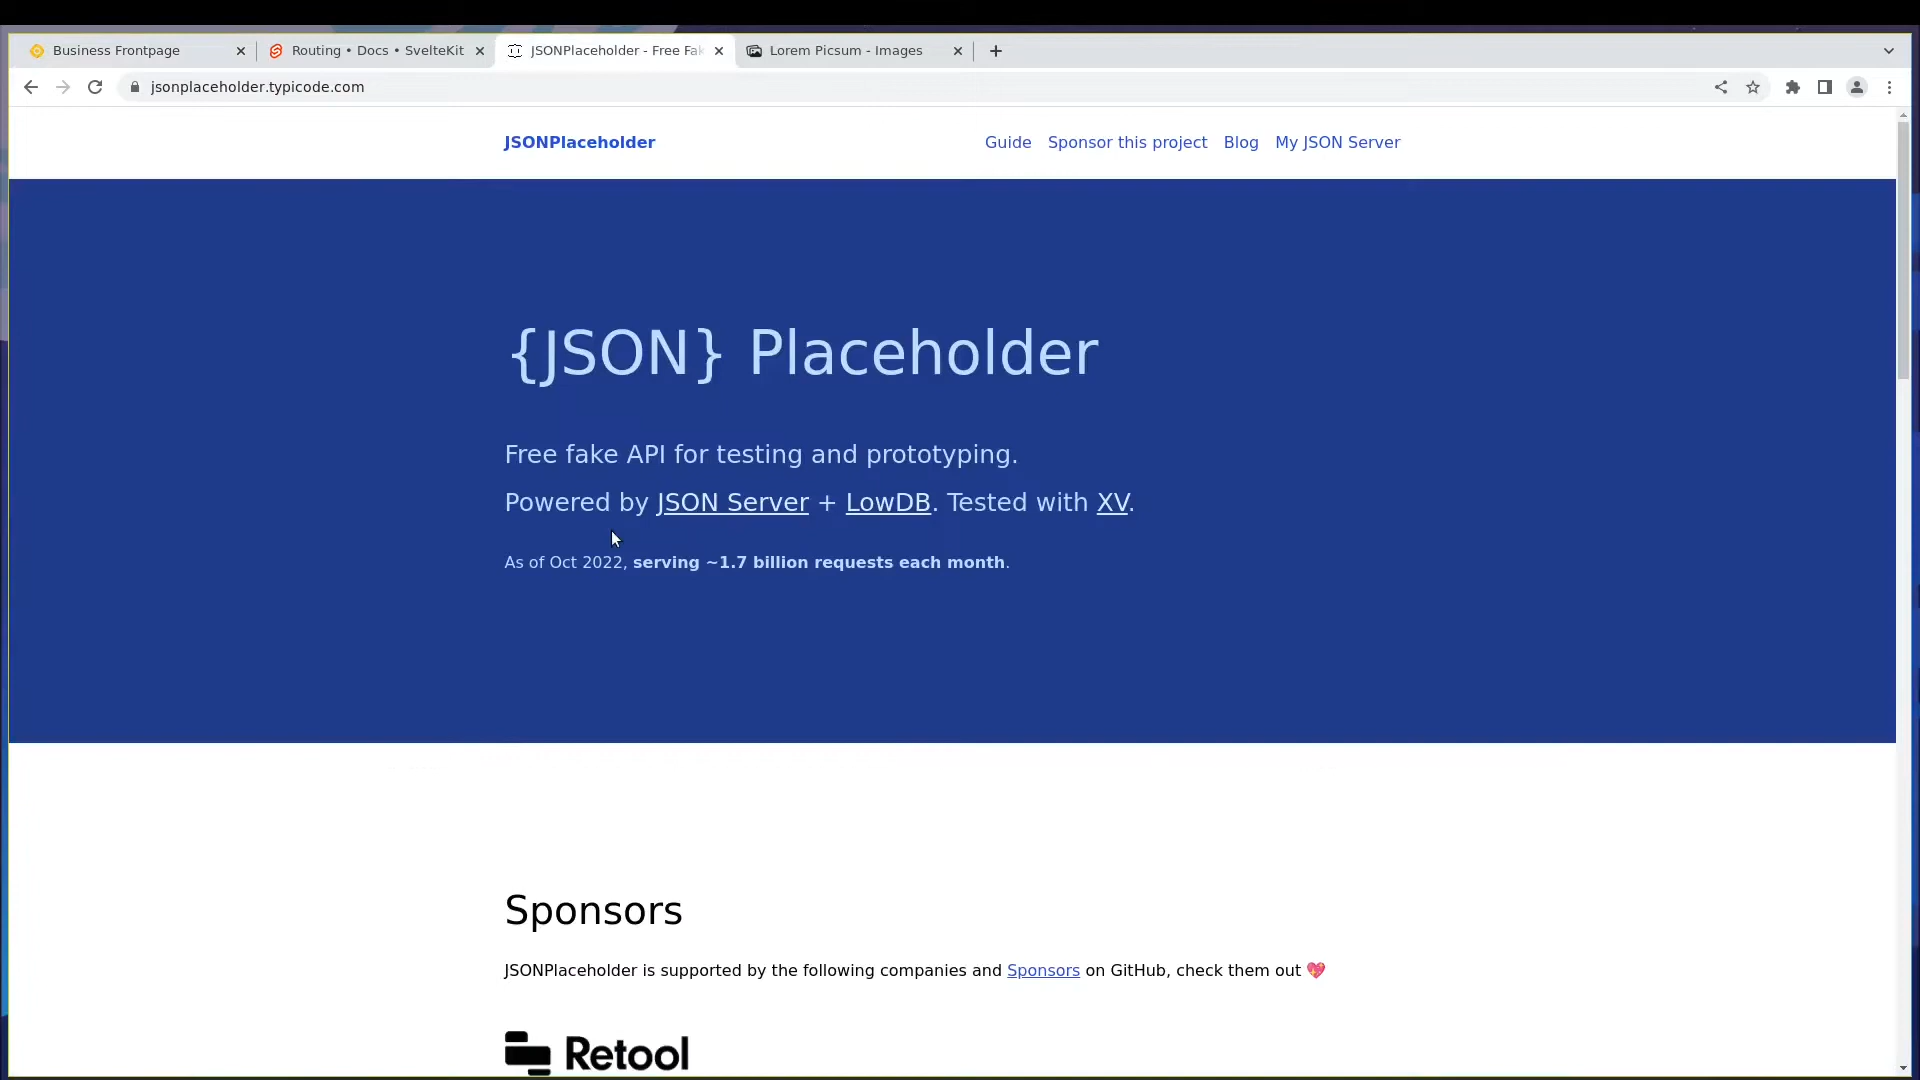 Business Frontpage
Routing • Docs • SvelteKit
JSONPlaceholder - Free Fak
Lorem Picsum - Images
jsonplaceholder.typicode.com
JSONPlaceholder
Guide
Sponsor this project
Blog
My JSON Server
{JSON} Placeholder
Free fake API for testing and prototyping.
Powered by JSON Server + LowDB. Tested with XV.
As of Oct 2022, serving ~1.7 billion requests each month.
Sponsors
JSONPlaceholder is supported by the following companies and Sponsors on GitHub, check them out 💖
Retool